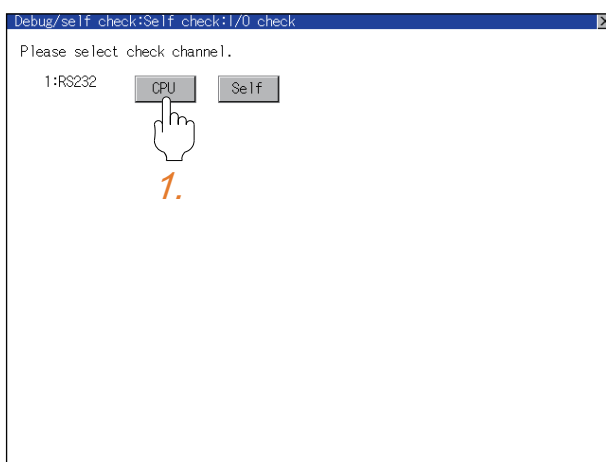 Debug/self check:Self check:I/O check
Please select check channel.
1:RS232 CPU Self
1.